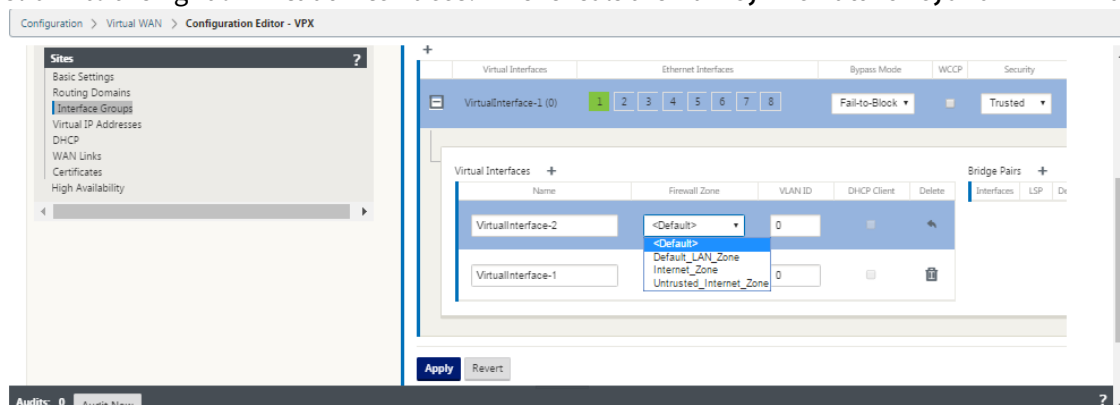 Configuration > Virtual WAN > Configuration Editor - VPX
Sites ?
Basic Settings
Routing Domains
Interface Groups
Virtual IP Addresses
DHCP
WAN Links
Certificates
High Availability
+
Virtual Interfaces Ethernet Interfaces Bypass Mode WCCP Security
VirtualInterface-1 (0) 1 2 3 4 5 6 7 8 Fail-to-Block Trusted
Virtual Interfaces + Bridge Pairs +
Name Firewall Zone VLAN ID DHCP Client Delete Interfaces LSP
VirtualInterface-2 <Default> 0
<Default>
Default_LAN_Zone
Internet_Zone
Untrusted_Internet_Zone
VirtualInterface-1 0
Apply Revert
Audits: 0 Audit Now ?